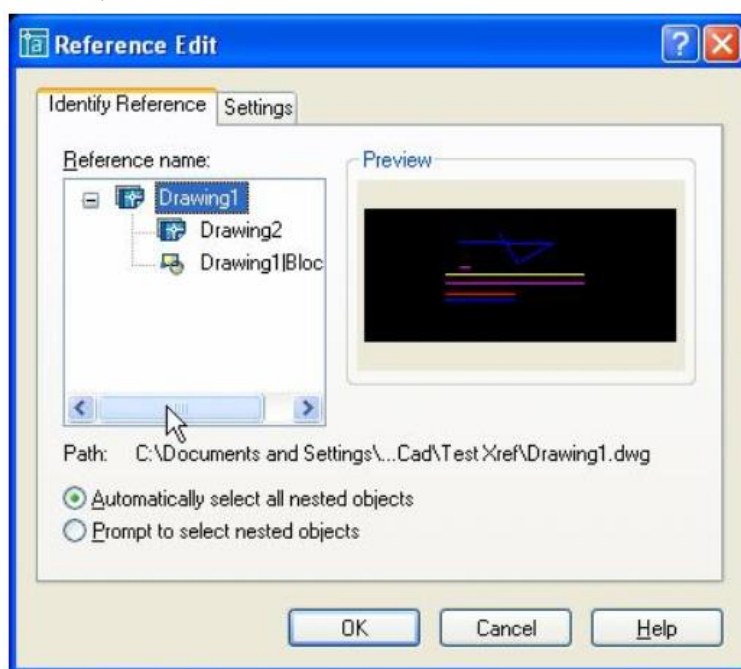 Reference Edit
Identify Reference Settings
Reference name:
Preview
Drawing1
Drawing2
Drawing1|Bloc
Path: C:\Documents and Settings\...Cad\Test Xref\Drawing1.dwg
Automatically select all nested objects
Prompt to select nested objects
OK Cancel Help